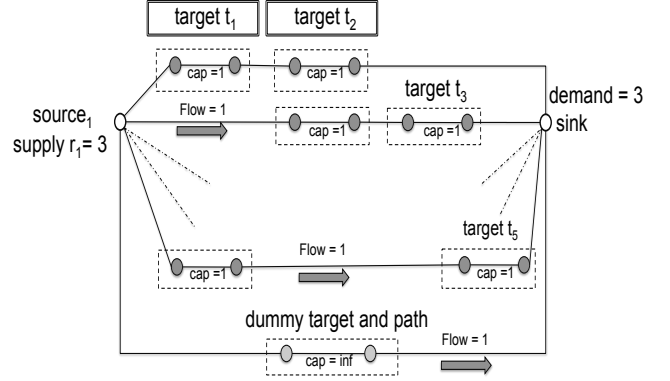 target t1
target t2
cap =1
cap =1
target t3
demand = 3
source1
Flow = 1
sink
supply r1= 3
cap =1
cap =1
target t5
Flow = 1
cap =1
cap =1
dummy target and path
Flow = 1
cap = inf